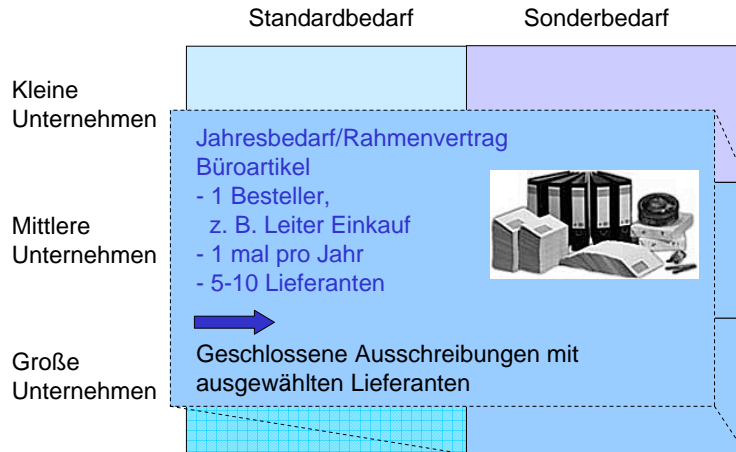 Standardbedarf Sonderbedarf
Kleine
Unternehmen
Jahresbedarf/Rahmenvertrag
Büroartikel
- 1 Besteller,
z. B. Leiter Einkauf
- 1 mal pro Jahr
- 5-10 Lieferanten
Mittlere
Unternehmen
Geschlossene Ausschreibungen mit
ausgewählten Lieferanten
Große
Unternehmen